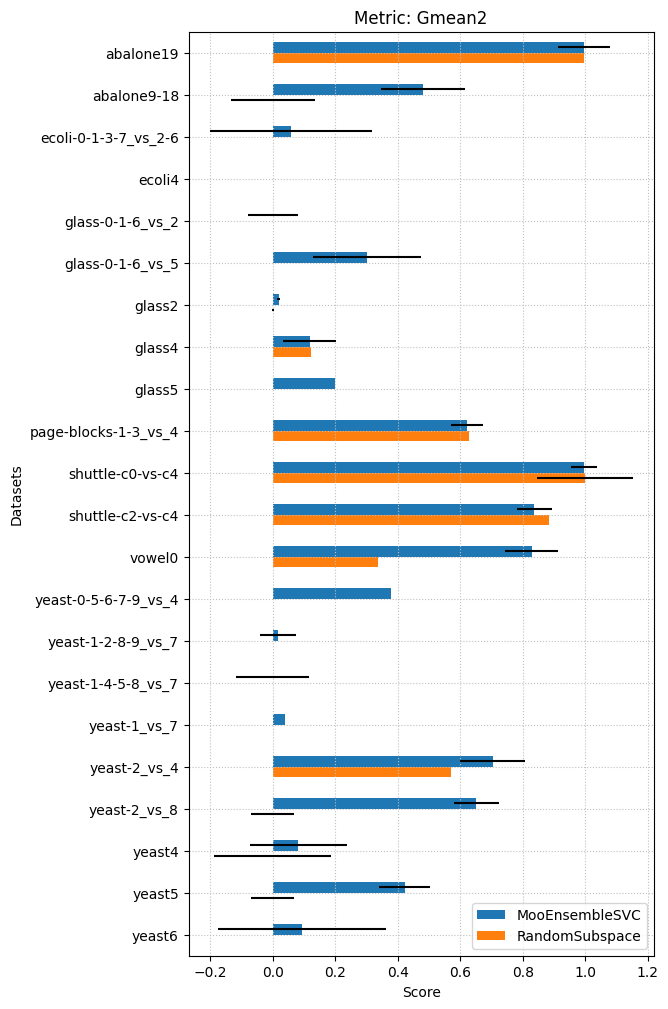 Metric: Gmean2
abalone19
abalone9-18
ecoli-0-1-3-7_vs_2-6
ecoli4
glass-0-1-6_vs_2
glass-0-1-6_vs_5
glass2
glass4
glass5
page-blocks-1-3_vs_4
shuttle-c0-vs-c4
shuttle-c2-vs-c4
vowel0
yeast-0-5-6-7-9_vs_4
yeast-1-2-8-9_vs_7
yeast-1-4-5-8_vs_7
yeast-1_vs_7
yeast-2_vs_4
yeast-2_vs_8
yeast4
yeast5
yeast6
Datasets
MooEnsembleSVC
RandomSubspace
−0.2 0.0 0.2 0.4 0.6 0.8 1.0 1.2
Score